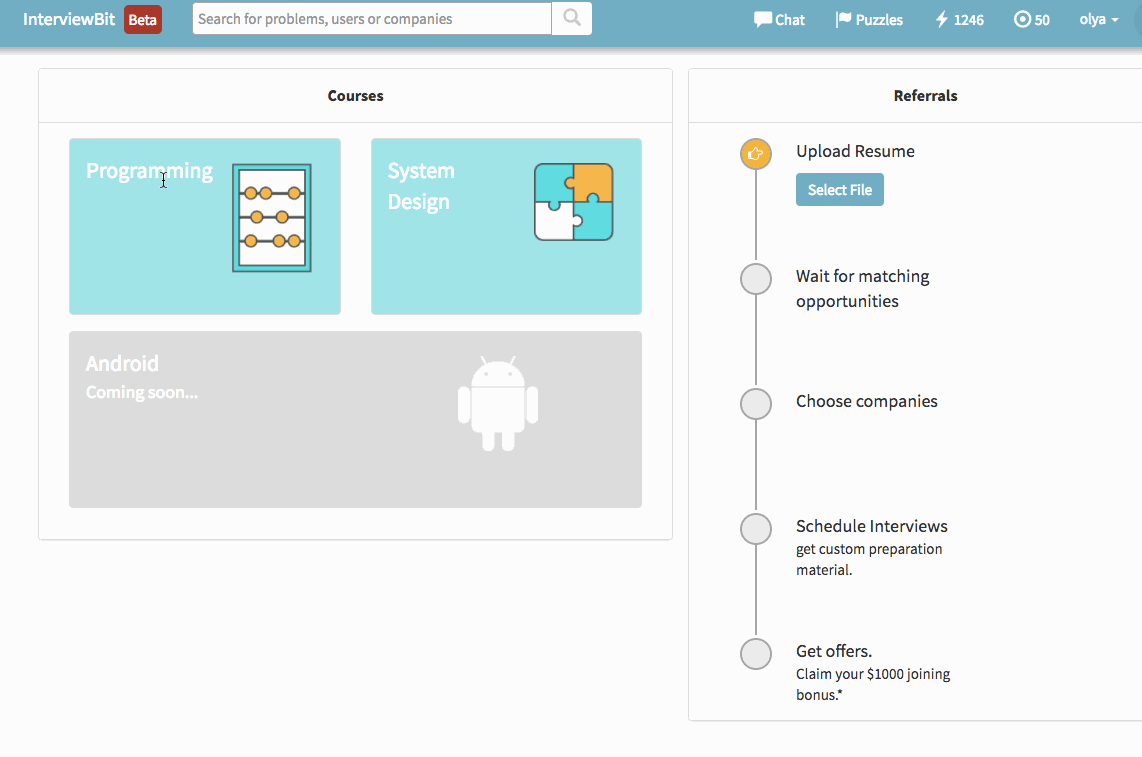 InterviewBit Beta Search for problems, users or companies Chat Puzzles 1246 50 olya
Courses
Programming
System
Design
Android
Coming soon...
Referrals
Upload Resume
Select File
Wait for matching
opportunities
Choose companies
Schedule Interviews
get custom preparation
material.
Get offers.
Claim your $1000 joining
bonus.*